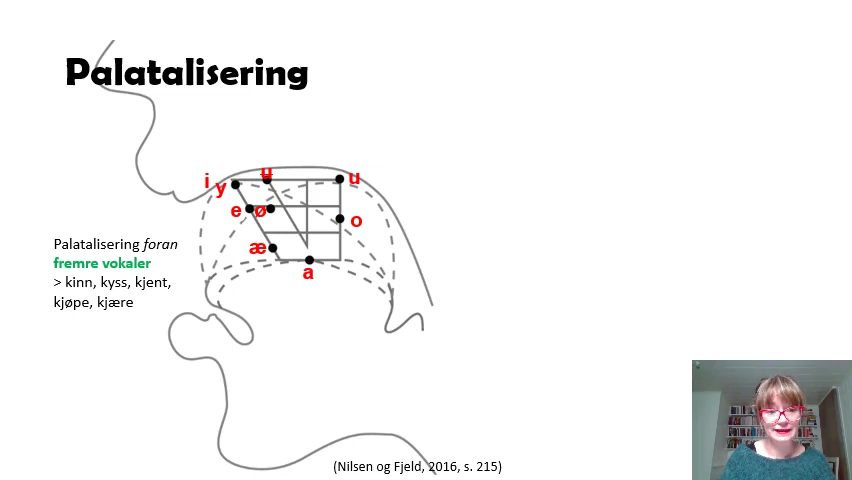 Palatalisering
i
y
ʉ
u
e
ø
o
æ
a
Palatalisering foran
fremre vokaler
> kinn, kyss, kjent,
kjøpe, kjære
(Nilsen og Fjeld, 2016, s. 215)